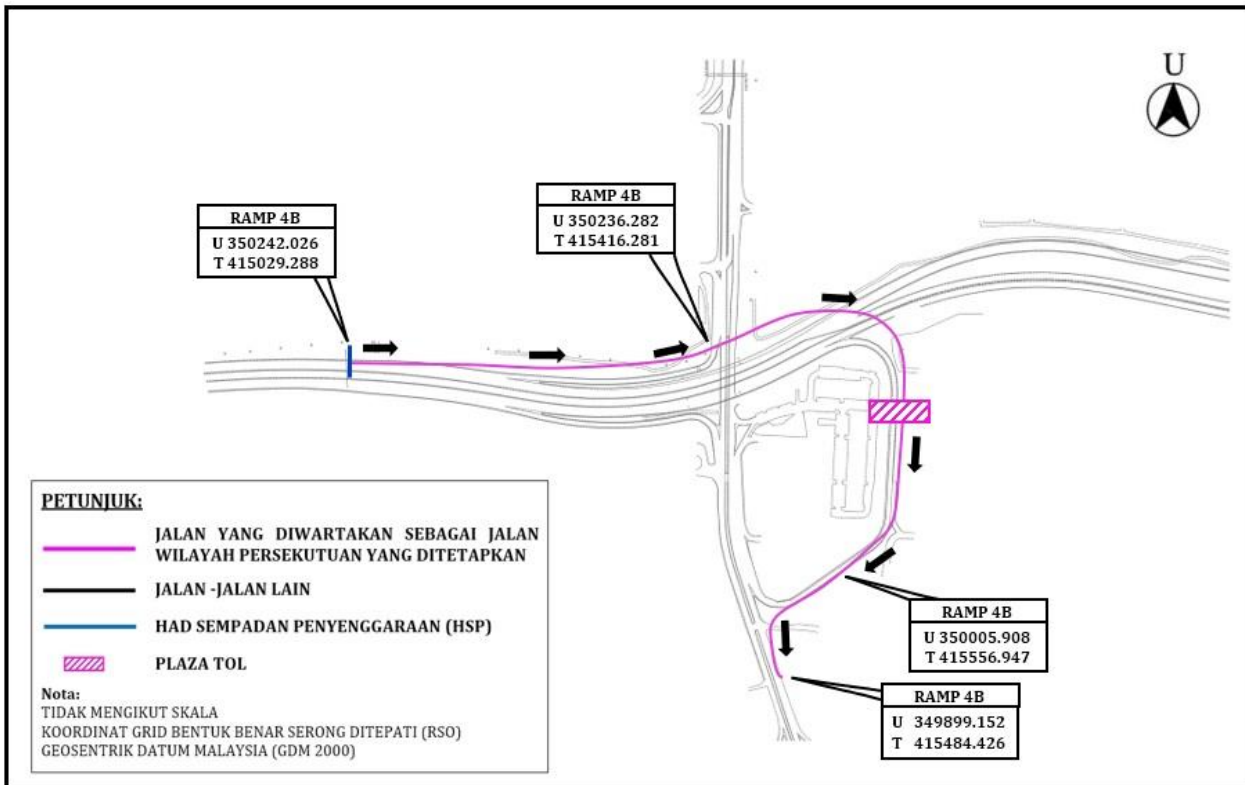 U
RAMP 4B
U 350236.282
T 415416.281
RAMP 4B
U 350242.026
T 415029.288
PETUNJUK:
JALAN YANG DIWARTAKAN SEBAGAI JALAN
WILAYAH PERSEKUTUAN YANG DITETAPKAN
JALAN -JALAN LAIN
HAD SEMPADAN PENYENGGARAAN (HSP)
PLAZA TOL
Nota:
TIDAK MENGIKUT SKALA
KOORDINAT GRID BENTUK BENAR SERONG DITEPATI (RSO)
GEOSENTRIK DATUM MALAYSIA (GDM 2000)
RAMP 4B
U 350005.908
T 415556.947
RAMP 4B
U 349899.152
T 415484.426